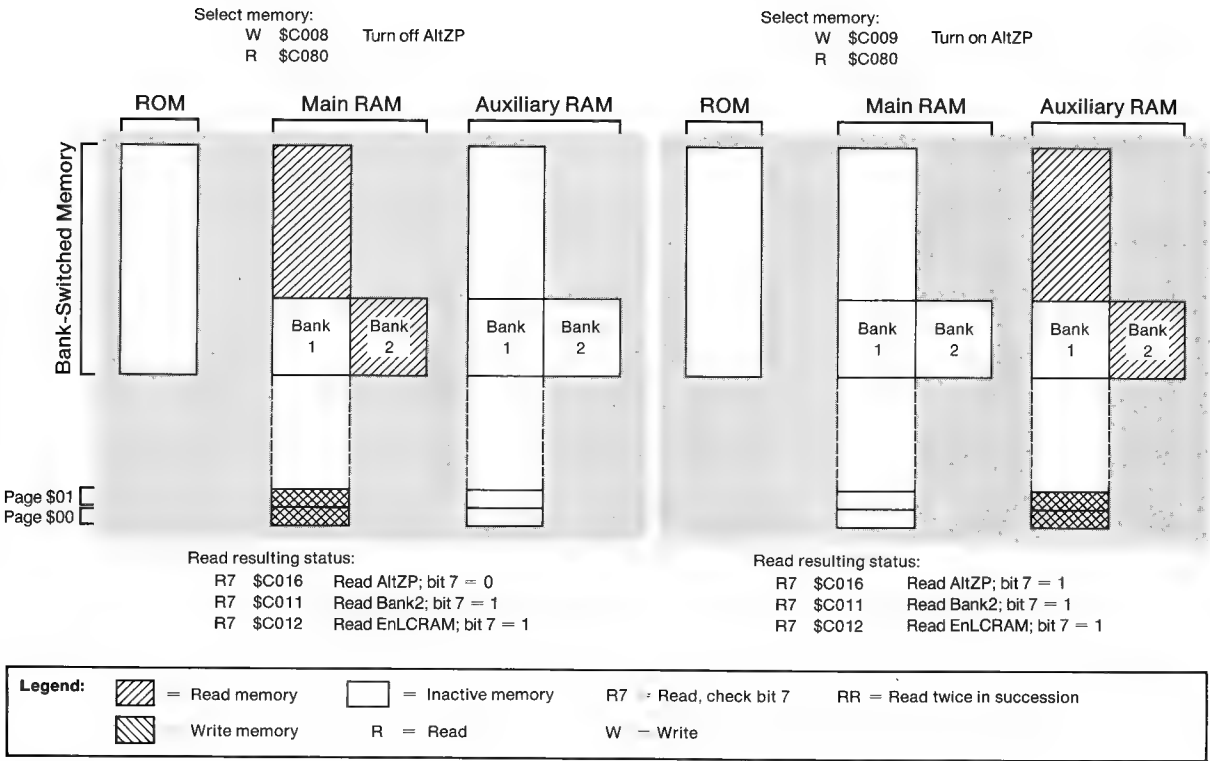 Select memory:
W $C008 Turn off AltZP
R $C080
ROM Main RAM Auxiliary RAM
Bank-Switched Memory
Bank 1
Bank 2
Bank 1
Bank 2
Page $01
Page $00
Read resulting status:
R7 $C016 Read AltZP; bit 7 = 0
R7 $C011 Read Bank2; bit 7 = 1
R7 $C012 Read EnLCRAM; bit 7 = 1
Select memory:
W $C009 Turn on AltZP
R $C080
ROM Main RAM Auxiliary RAM
Bank 1
Bank 2
Bank 1
Bank 2
Read resulting status:
R7 $C016 Read AltZP; bit 7 = 1
R7 $C011 Read Bank2; bit 7 = 1
R7 $C012 Read EnLCRAM; bit 7 = 1
Legend: = Read memory = Inactive memory R7 = Read, check bit 7 RR = Read twice in succession
Write memory R = Read W – Write